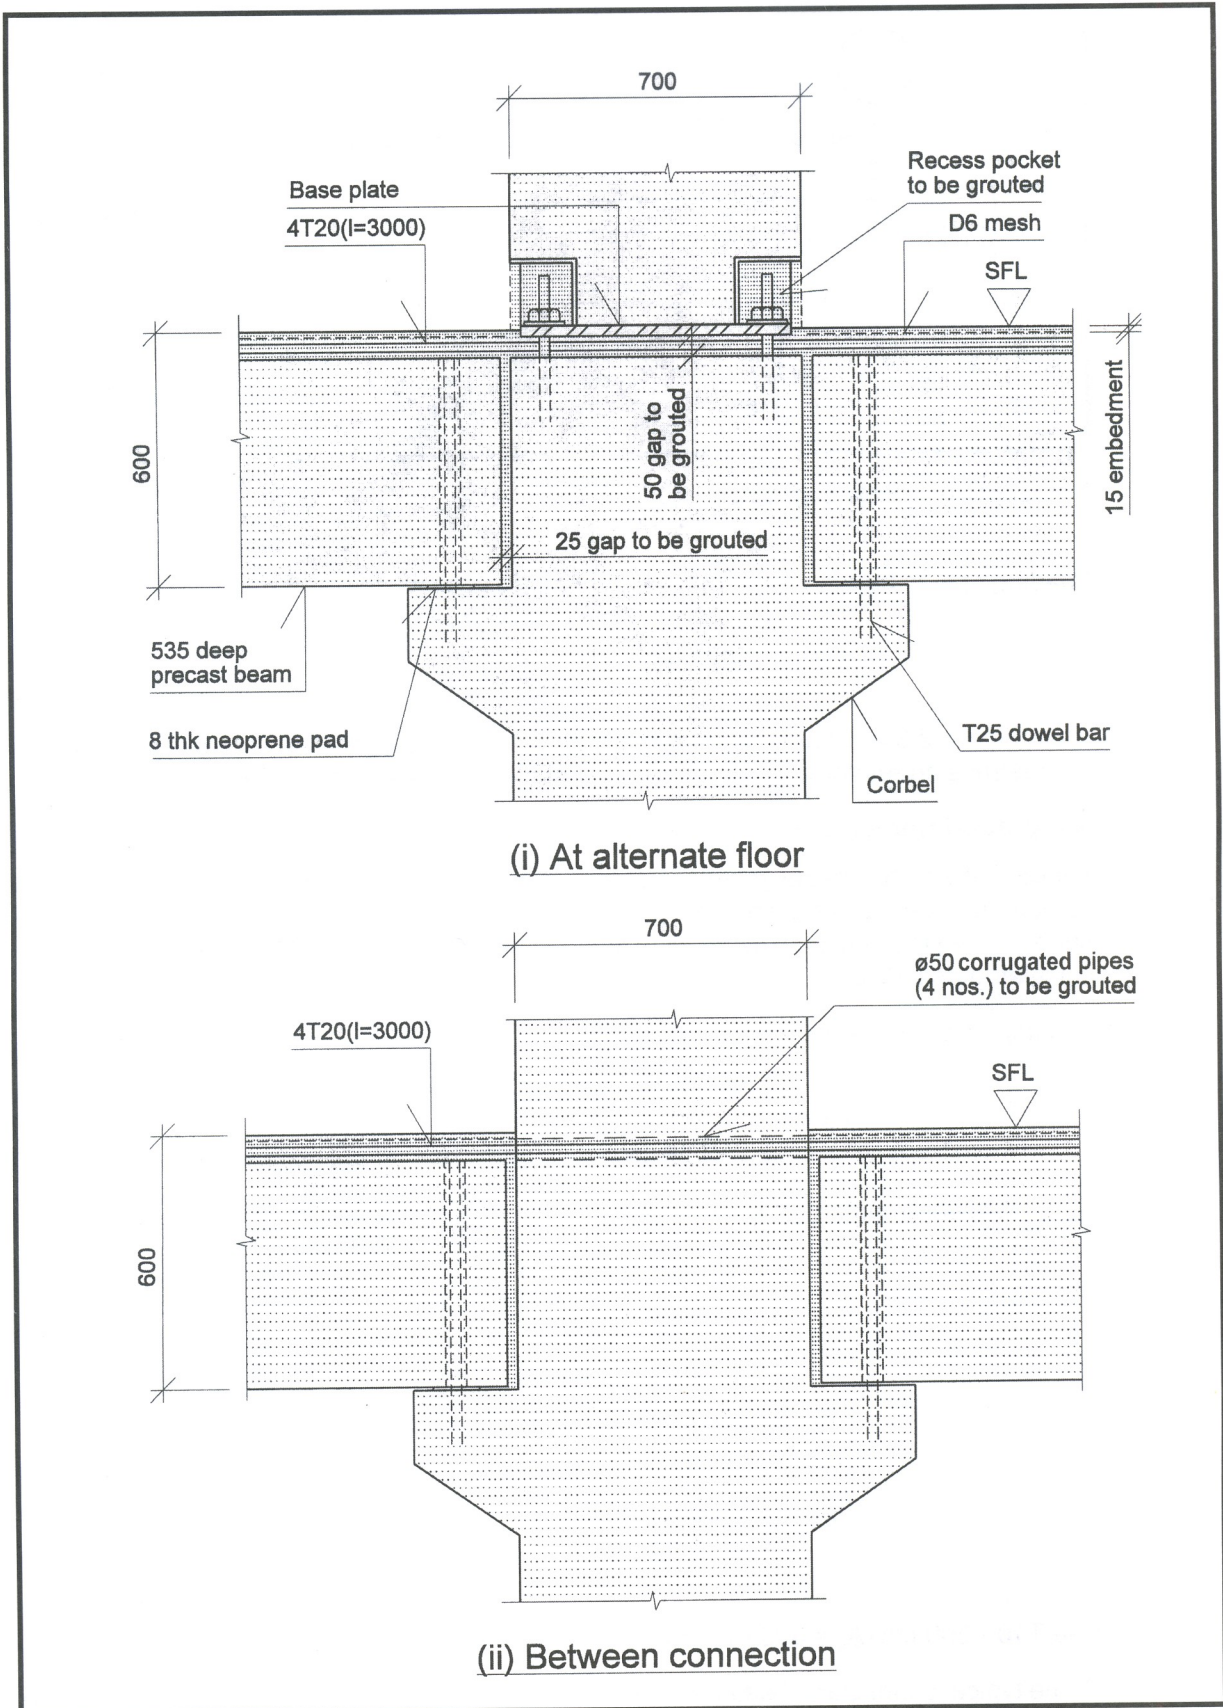 700
Recess pocket
to be grouted
Base plate
4T20(l=3000)
D6 mesh
SFL
600
50 gap to
be grouted
15 embedment
25 gap to be grouted
535 deep
precast beam
8 thk neoprene pad
T25 dowel bar
Corbel
(i) At alternate floor
700
ø50 corrugated pipes
(4 nos.) to be grouted
4T20(l=3000)
SFL
600
(ii) Between connection